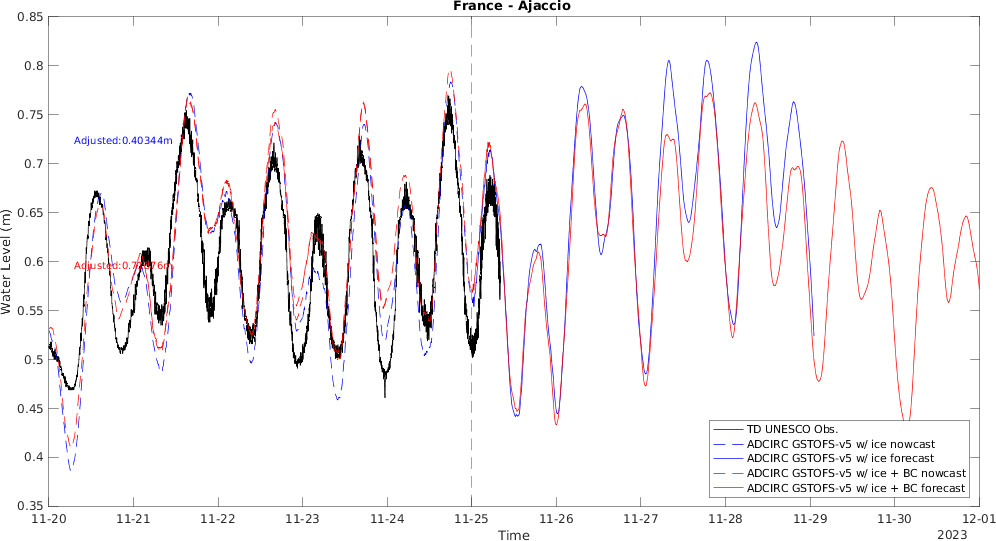 France - Ajaccio
0.85
0.8
0.75
0.7
0.65
0.6
0.55
0.5
0.45
0.4
0.35
Water Level (m)
Adjusted:0.40344m
TD UNESCO Obs.
ADCIRC GSTOFS-v5 w/ ice nowcast
ADCIRC GSTOFS-v5 w/ ice forecast
ADCIRC GSTOFS-v5 w/ ice + BC nowcast
ADCIRC GSTOFS-v5 w/ ice + BC forecast
11-20 11-21 11-22 11-23 11-24 11-25 11-26 11-27 11-28 11-29 11-30 12-01
Time
2023